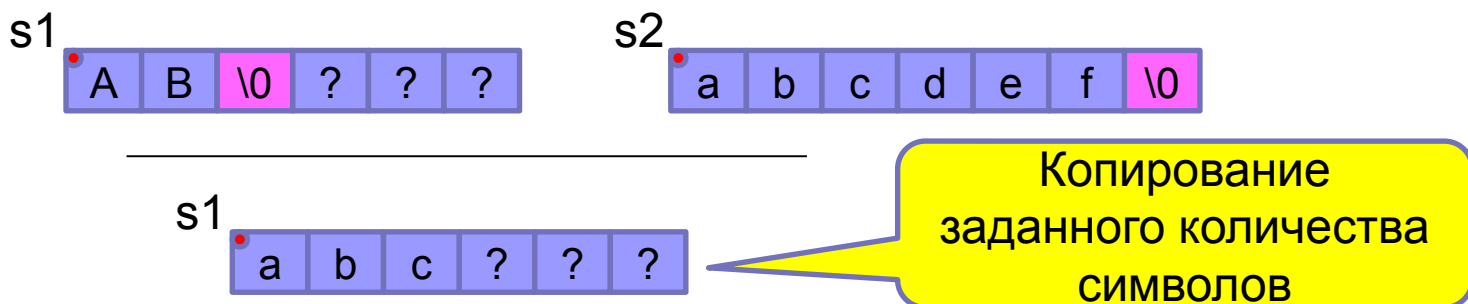 s1 s2
A B \0 ? ? ? a b c d e f \0
s1
a b c ? ? ?
Копирование
заданного количества
символов